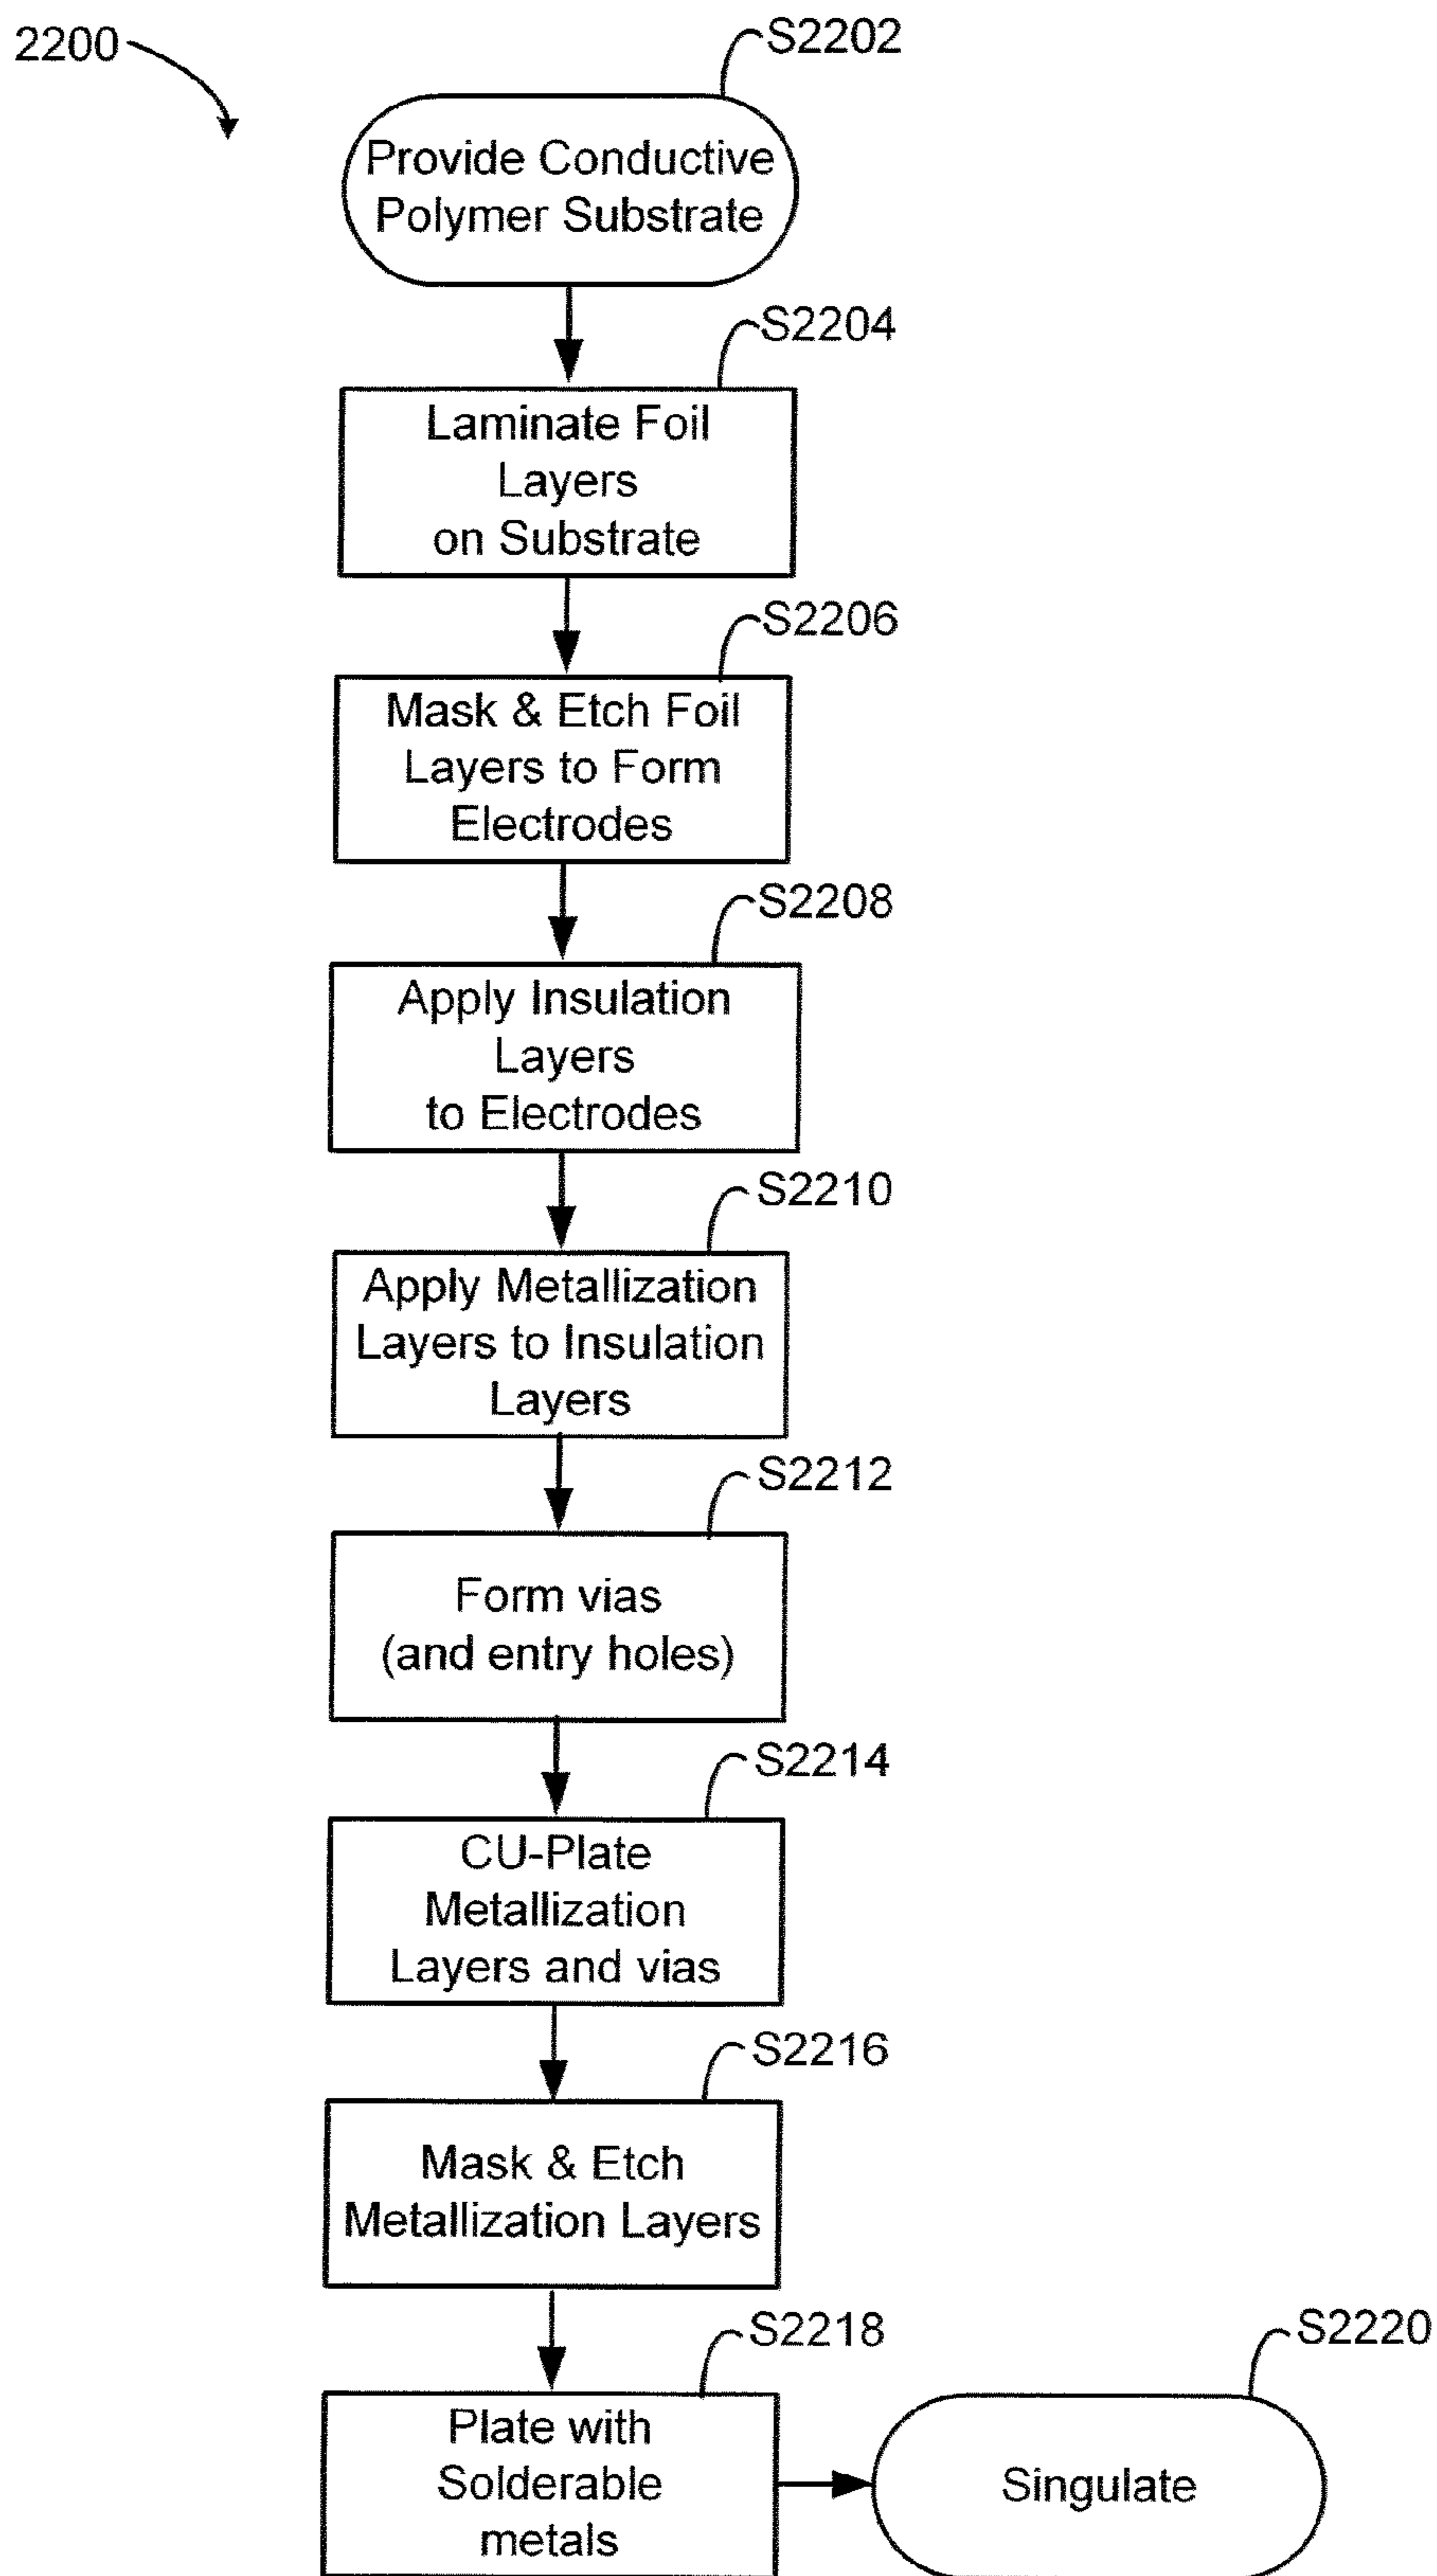 2200
S2202
Provide Conductive
Polymer Substrate
S2204
Laminate Foil
Layers
on Substrate
S2206
Mask & Etch Foil
Layers to Form
Electrodes
S2208
Apply Insulation
Layers
to Electrodes
S2210
Apply Metallization
Layers to Insulation
Layers
S2212
Form vias
(and entry holes)
S2214
CU-Plate
Metallization
Layers and vias
S2216
Mask & Etch
Metallization Layers
S2218
Plate with
Solderable
metals
S2220
Singulate